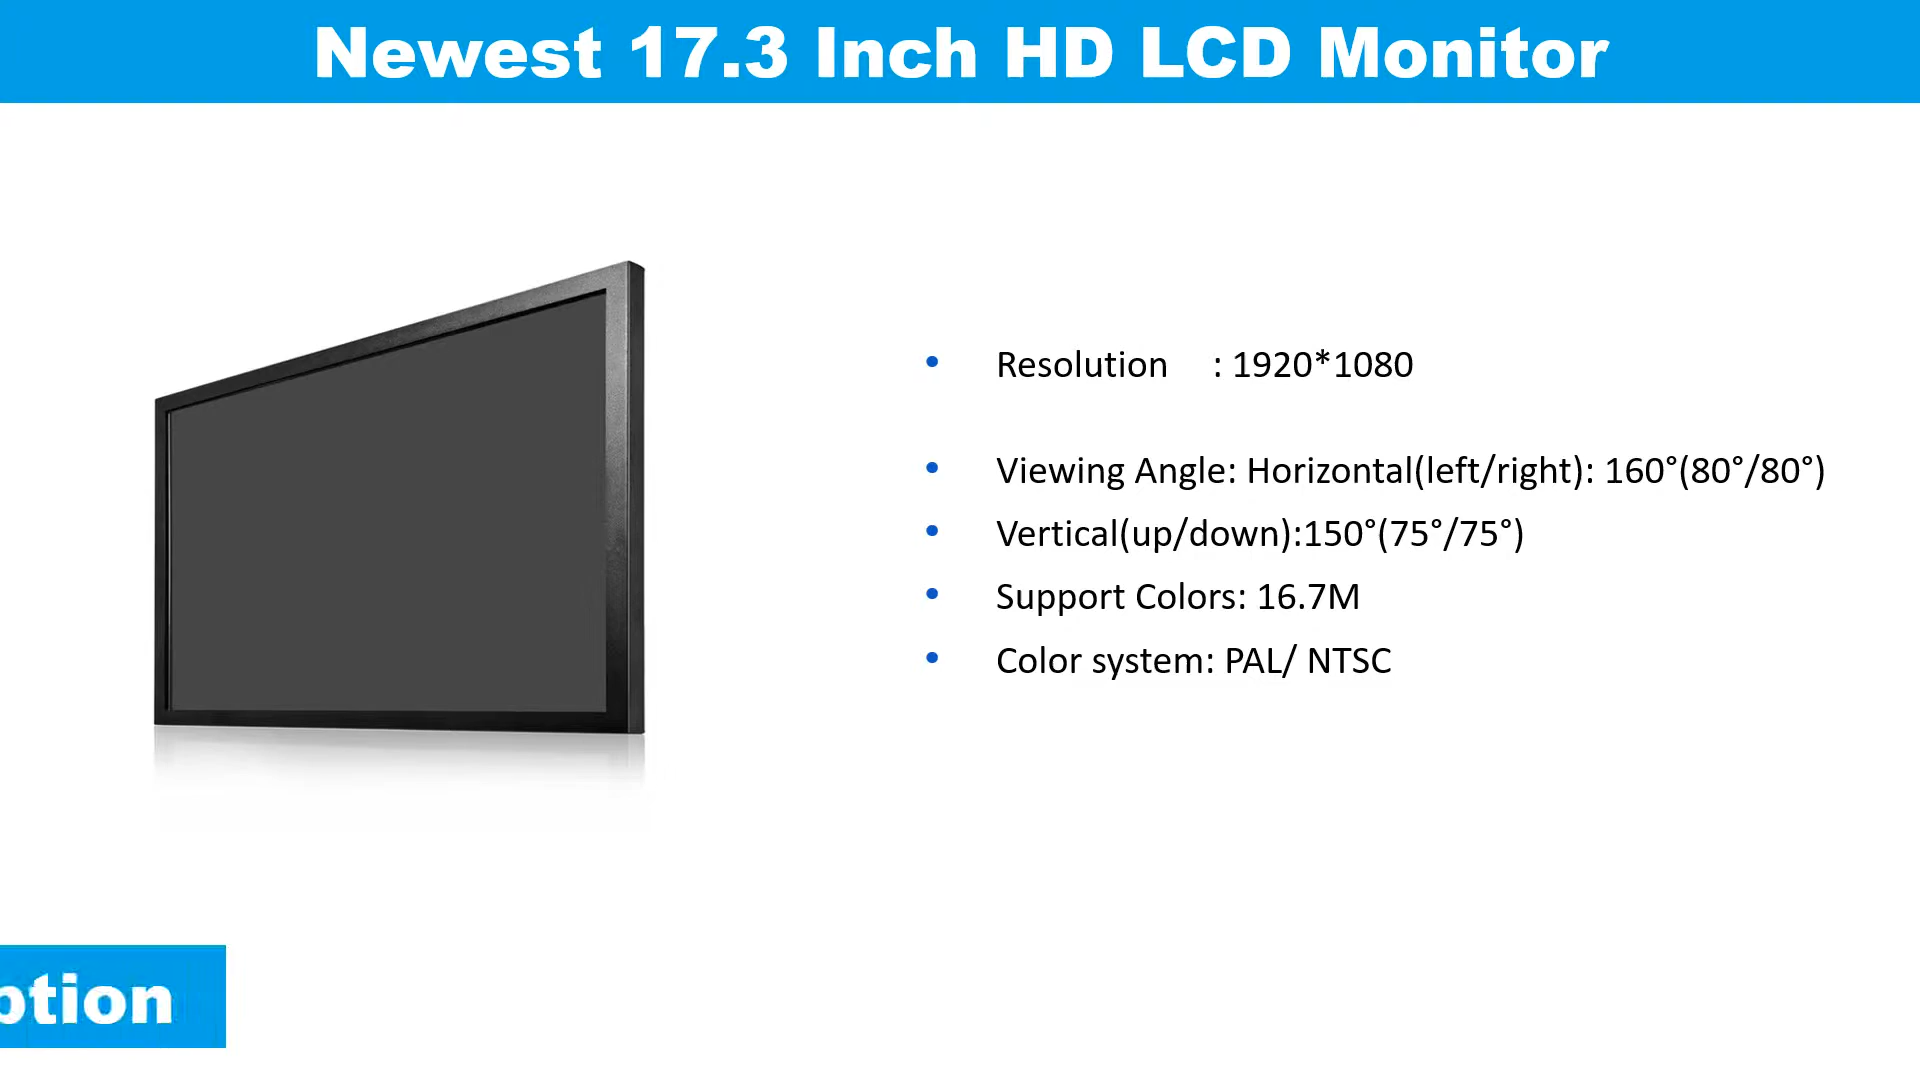 Newest 17.3 Inch HD LCD Monitor
• Resolution : 1920*1080
• Viewing Angle: Horizontal(left/right): 160°(80°/80°)
• Vertical(up/down):150°(75°/75°)
• Support Colors: 16.7M
• Color system: PAL/ NTSC
ption